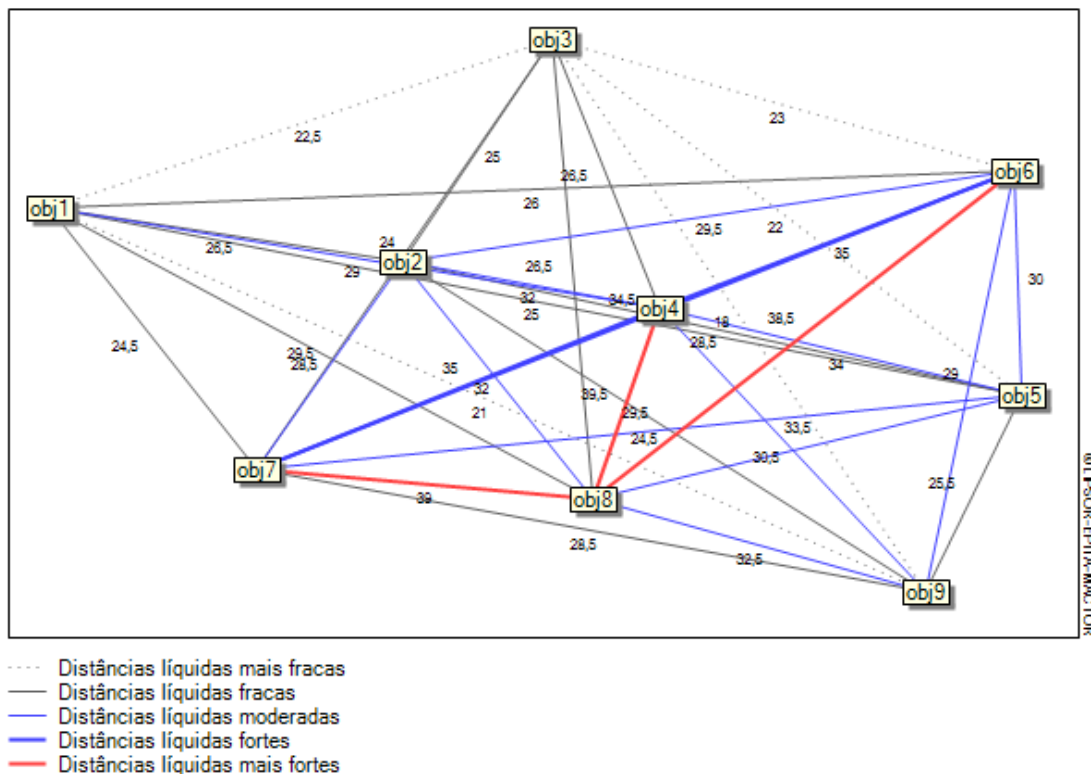 obj3
22,5
23
25
26,5
obj6
26
obj1
26,5
24
29,5
22
29
obj2
26,5
35
30
32
34,5
obj4
25
18
38,5
28,5
24,5
29,5
28,5
35
34
29
32
39,5
obj5
21
29,5
24,5
33,5
obj7
30,5
39
obj8
25,5
28,5
32,5
obj9
Distâncias líquidas mais fracas
Distâncias líquidas fracas
Distâncias líquidas moderadas
Distâncias líquidas fortes
Distâncias líquidas mais fortes